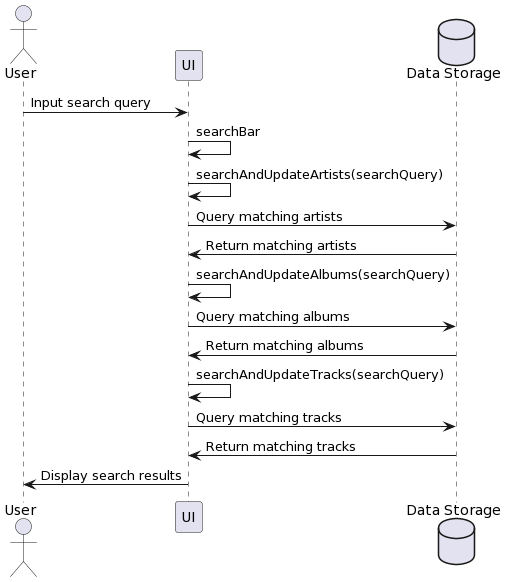 User
UI
Data Storage
Input search query
searchBar
searchAndUpdateArtists(searchQuery)
Query matching artists
Return matching artists
searchAndUpdateAlbums(searchQuery)
Query matching albums
Return matching albums
searchAndUpdateTracks(searchQuery)
Query matching tracks
Return matching tracks
Display search results
User
UI
Data Storage